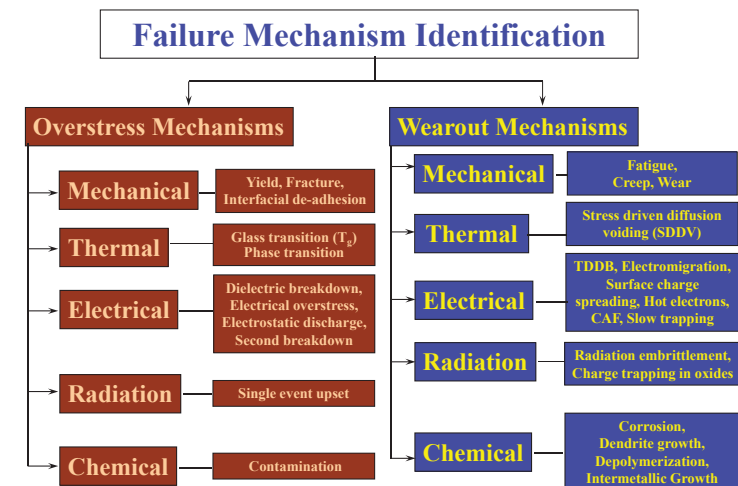 Failure Mechanism Identification
Overstress Mechanisms
Mechanical
Yield, Fracture,
Interfacial de-adhesion
Thermal
Glass transition (Tg)
Phase transition
Electrical
Dielectric breakdown,
Electrical overstress,
Electrostatic discharge,
Second breakdown
Radiation
Single event upset
Chemical
Contamination
Wearout Mechanisms
Mechanical
Fatigue,
Creep, Wear
Thermal
Stress driven diffusion
voiding (SDDV)
Electrical
TDDB, Electromigration,
Surface charge
spreading, Hot electrons,
CAF, Slow trapping
Radiation
Radiation embrittlement,
Charge trapping in oxides
Chemical
Corrosion,
Dendrite growth,
Depolymerization,
Intermetallic Growth